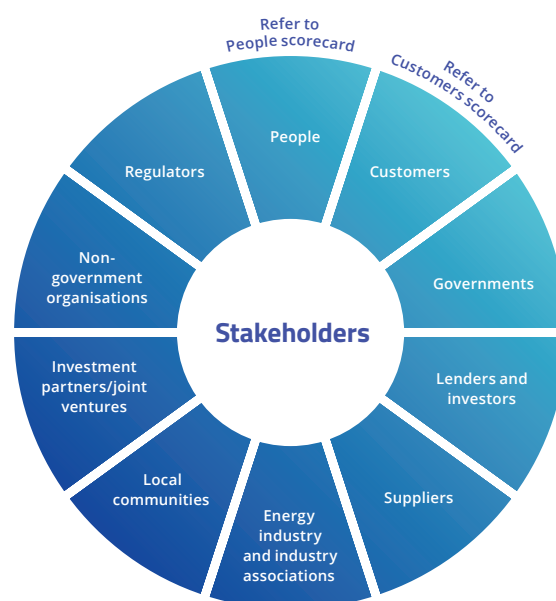 Refer to
People scorecard
Refer to
Customers scorecard
People
Customers
Governments
Lenders and
investors
Suppliers
Energy
industry
and industry
associations
Local
communities
Investment
partners/joint
ventures
Non-
government
organisations
Regulators
Stakeholders